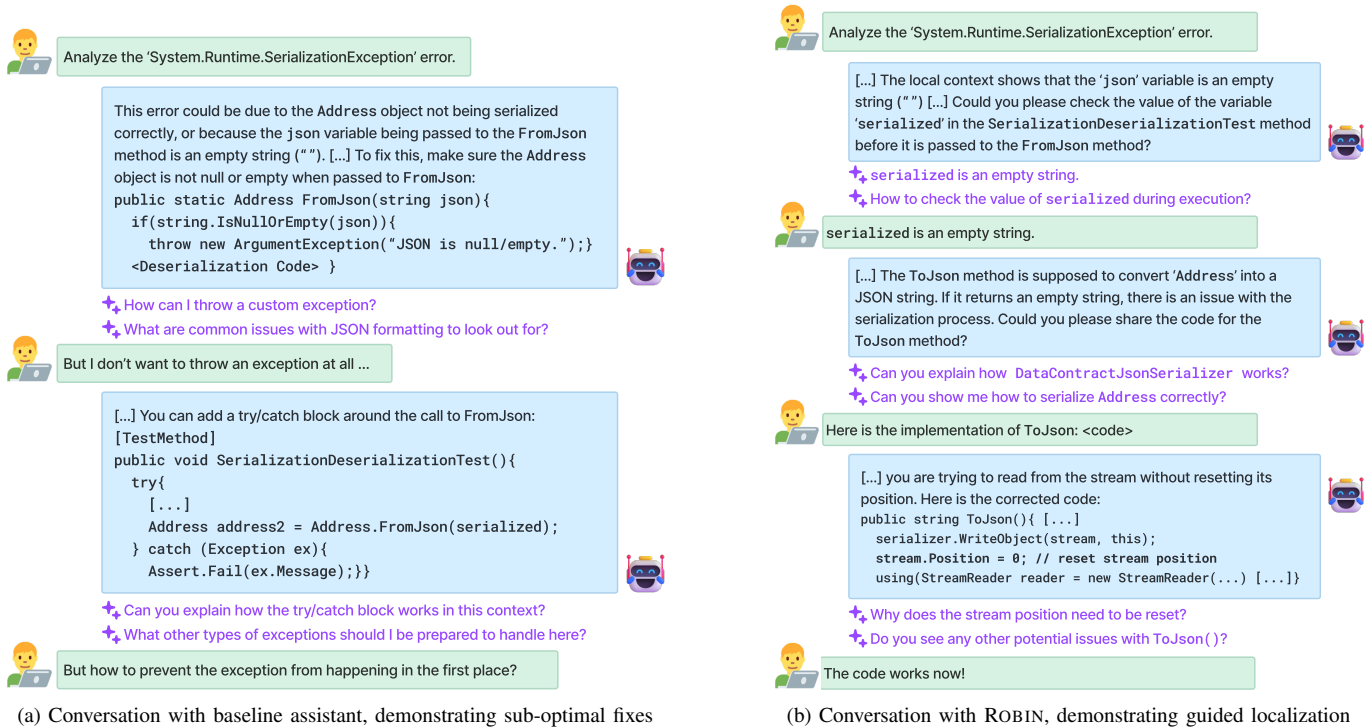 Analyze the ‘System.Runtime.SerializationException’ error.
This error could be due to the Address object not being serialized
correctly, or because the json variable being passed to the FromJson
method is an empty string (“ ”). [...] To fix this, make sure the Address
object is not null or empty when passed to FromJson:
public static Address FromJson(string json){
if(string.IsNullOrEmpty(json)){
throw new ArgumentException(“JSON is null/empty.”);}
<Deserialization Code> }
How can I throw a custom exception?
What are common issues with JSON formatting to look out for?
But I don’t want to throw an exception at all ...
[...] You can add a try/catch block around the call to FromJson:
[TestMethod]
public void SerializationDeserializationTest(){
try{
[...]
Address address2 = Address.FromJson(serialized);
} catch (Exception ex){
Assert.Fail(ex.Message);}}
Can you explain how the try/catch block works in this context?
What other types of exceptions should I be prepared to handle here?
But how to prevent the exception from happening in the first place?
(a) Conversation with baseline assistant, demonstrating sub-optimal fixes
Analyze the ‘System.Runtime.SerializationException’ error.
[...] The local context shows that the ‘json’ variable is an empty
string (“ ”) [...] Could you please check the value of the variable
‘serialized’ in the SerializationDeserializationTest method
before it is passed to the FromJson method?
serialized is an empty string.
How to check the value of serialized during execution?
serialized is an empty string.
[...] The ToJson method is supposed to convert ‘Address’ into a
JSON string. If it returns an empty string, there is an issue with the
serialization process. Could you please share the code for the
ToJson method?
Can you explain how DataContractJsonSerializer works?
Can you show me how to serialize Address correctly?
Here is the implementation of ToJson: <code>
[...] you are trying to read from the stream without resetting its
position. Here is the corrected code:
public string ToJson(){ [...]
serializer.WriteObject(stream, this);
stream.Position = 0; // reset stream position
using(StreamReader reader = new StreamReader(...) [...]}
Why does the stream position need to be reset?
Do you see any other potential issues with ToJson()?
The code works now!
(b) Conversation with ROBIN, demonstrating guided localization